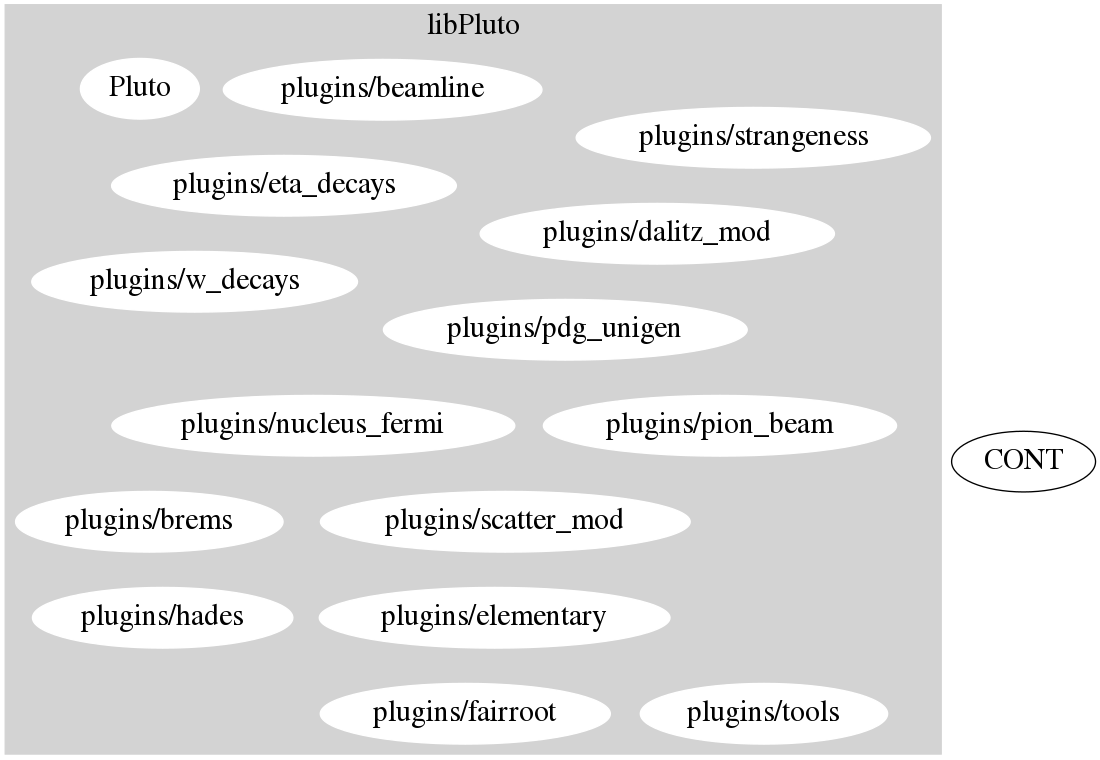 libPluto
Pluto
plugins/beamline
plugins/strangeness
plugins/eta_decays
plugins/dalitz_mod
plugins/w_decays
plugins/pdg_unigen
plugins/nucleus_fermi
plugins/pion_beam
CONT
plugins/brems
plugins/scatter_mod
plugins/hades
plugins/elementary
plugins/fairroot
plugins/tools